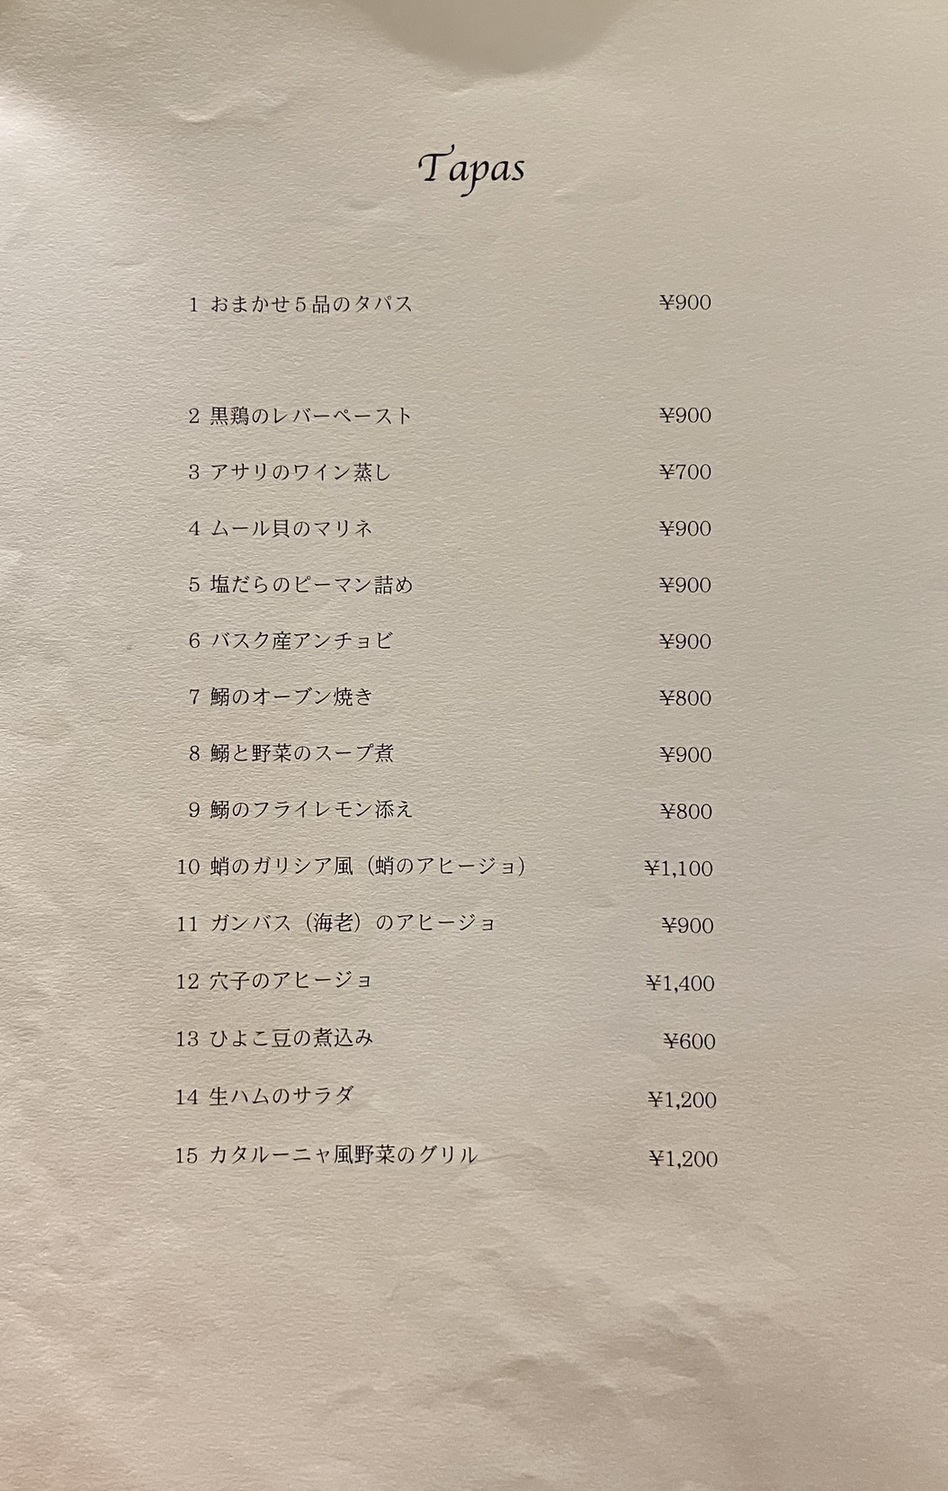 Tapas
1 おまかせ５品のタパス ¥900
2 黒鶏のレバーペースト ¥900
3 アサリのワイン蒸し ¥700
4 ムール貝のマリネ ¥900
5 塩だらのピーマン詰め ¥900
6 バスク産アンチョビ ¥900
7 鰯のオーブン焼き ¥800
8 鰯と野菜のスープ煮 ¥900
9 鰯のフライレモン添え ¥800
10 蛸のガリシア風（蛸のアヒージョ） ¥1,100
11 ガンバス（海老）のアヒージョ ¥900
12 穴子のアヒージョ ¥1,400
13 ひよこ豆の煮込み ¥600
14 生ハムのサラダ ¥1,200
15 カタルーニャ風野菜のグリル ¥1,200